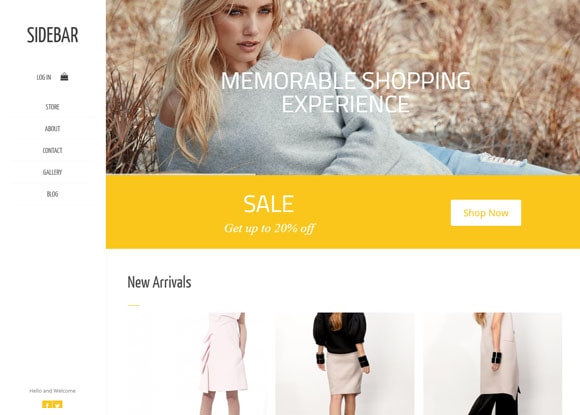 SIDEBAR
LOG IN
STORE
ABOUT
CONTACT
GALLERY
BLOG
Hello and Welcome
MEMORABLE SHOPPING
EXPERIENCE
SALE
Get up to 20% off
Shop Now
New Arrivals